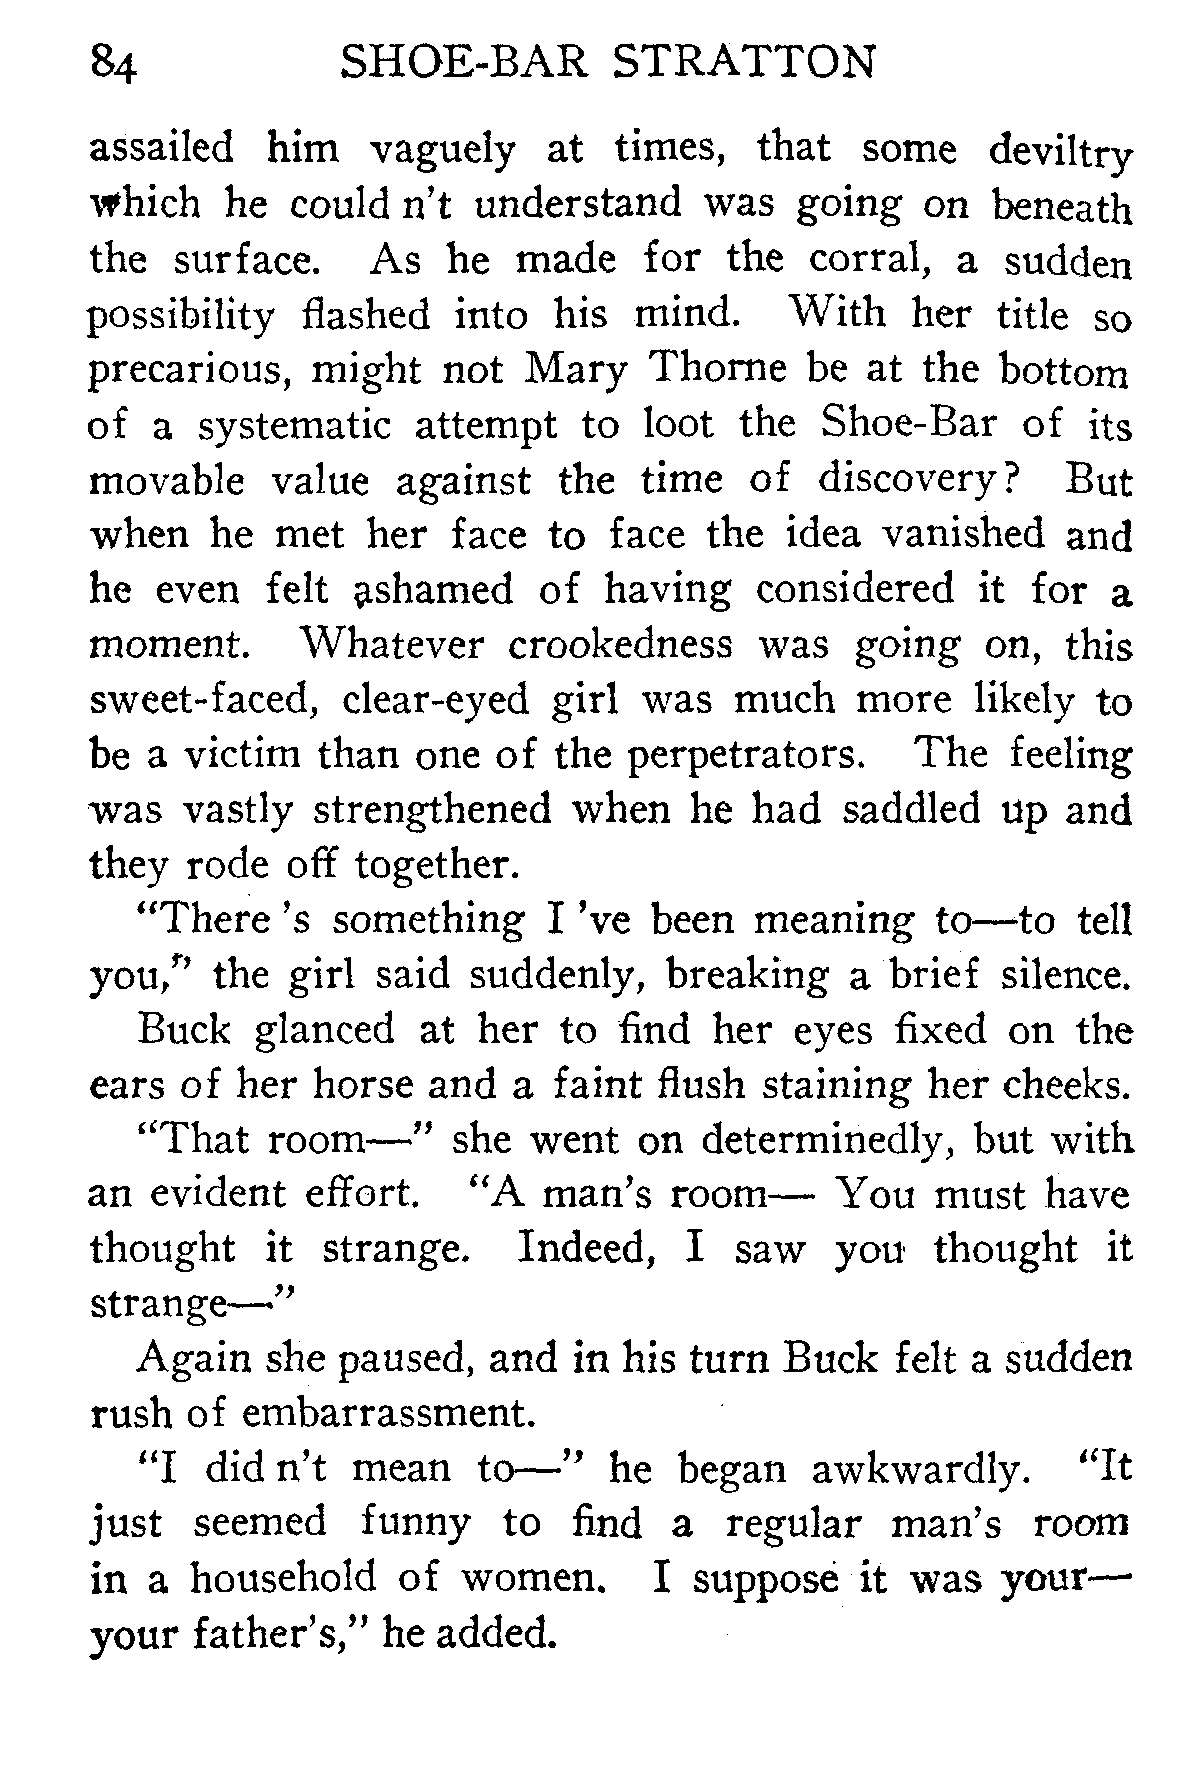 84 SHOE-BAR STRATTON
assailed him vaguely at times, that some deviltry
which he could n't understand was going on beneath
the surface. As he made for the corral, a sudden
possibility flashed into his mind. With her title so
precarious, might not Mary Thorne be at the bottom
of a systematic attempt to loot the Shoe-Bar of its
movable value against the time of discovery? But
when he met her face to face the idea vanished and
he even felt ashamed of having considered it for a
moment. Whatever crookedness was going on, this
sweet-faced, clear-eyed girl was much more likely to
be a victim than one of the perpetrators. The feeling
was vastly strengthened when he had saddled up and
they rode off together.
"There 's something I 've been meaning to—to tell
you," the girl said suddenly, breaking a brief silence.
Buck glanced at her to find her eyes fixed on the
ears of her horse and a faint flush staining her cheeks.
"That room—" she went on determinedly, but with
an evident effort. "A man's room— You must have
thought it strange. Indeed, I saw you thought it
strange—"
Again she paused, and in his turn Buck felt a sudden
rush of embarrassment.
"I did n't mean to—" he began awkwardly. "It
just seemed funny to find a regular man's room
in a household of women. I suppose it was your—
your father's," he added.